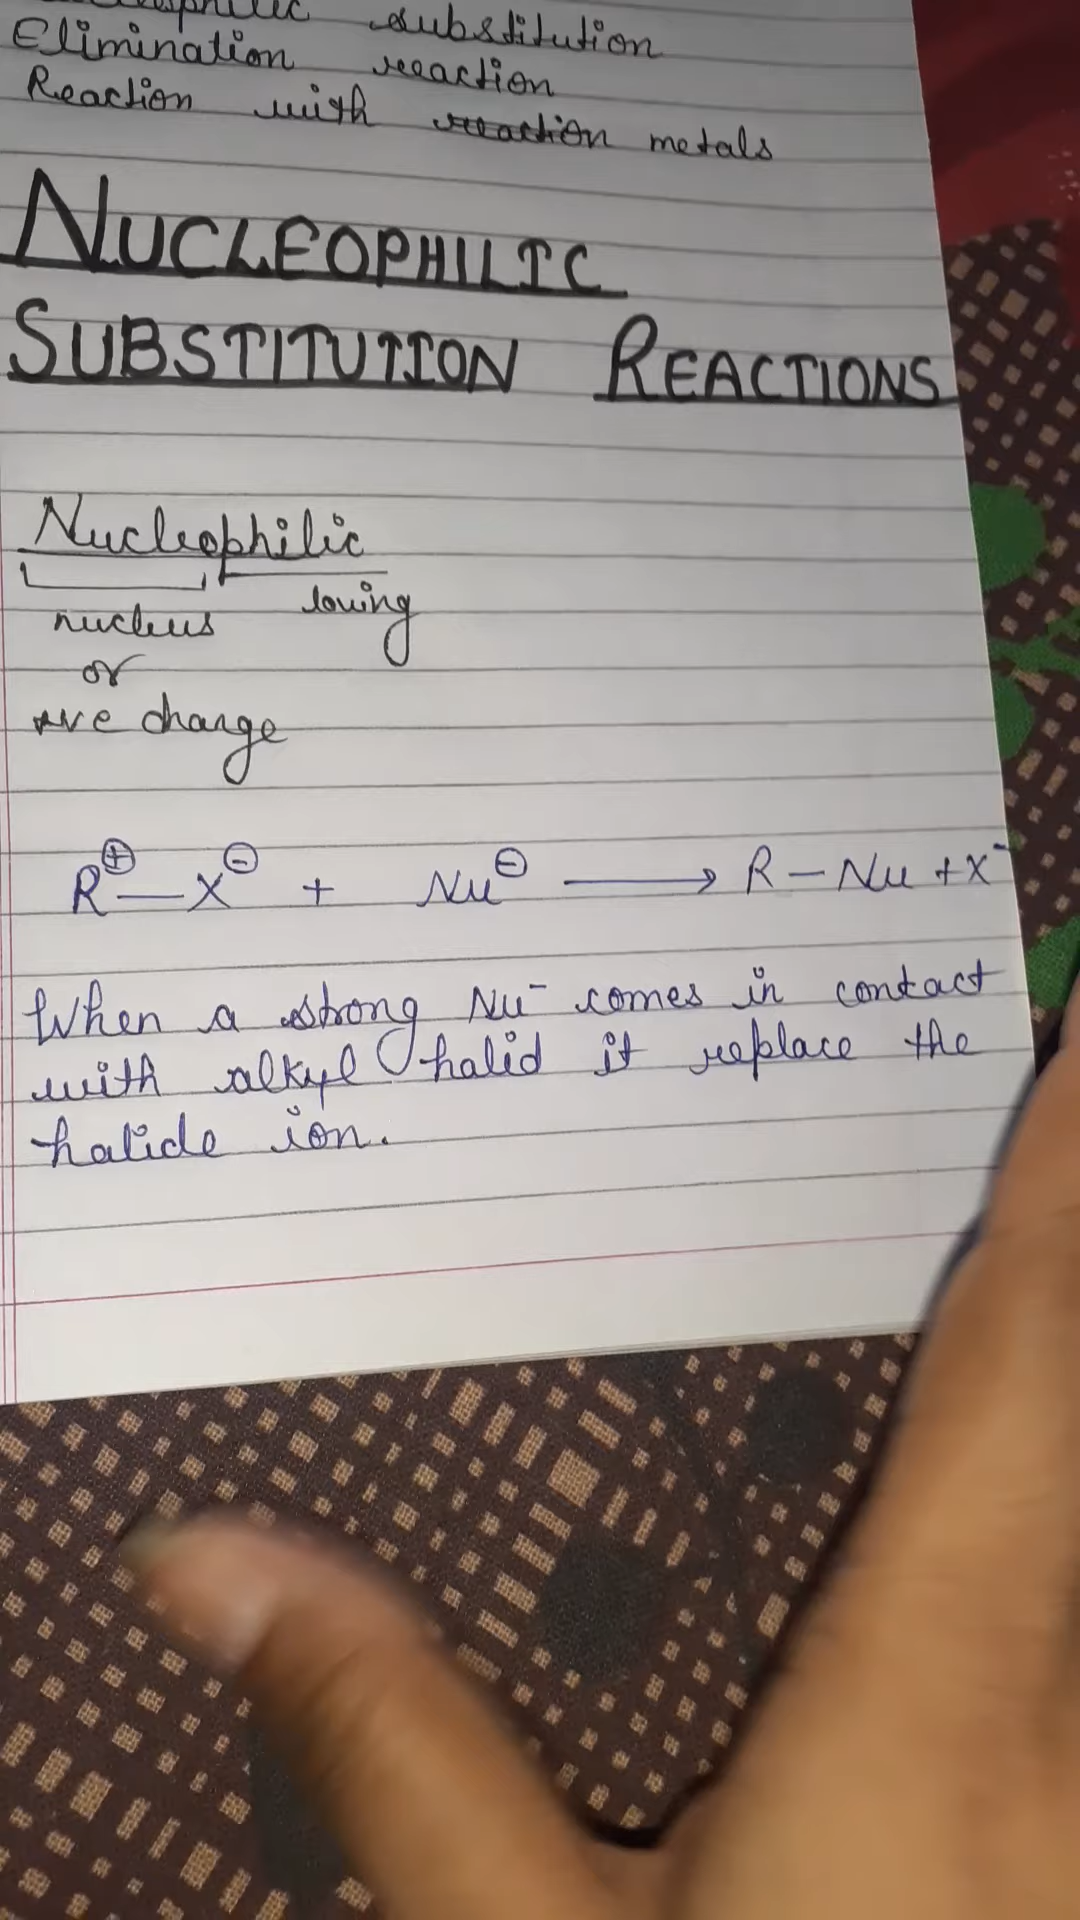 substitution
Elimination reaction
Reaction with reaction metals
NUCLEOPHILIC
SUBSTITUTION REACTIONS
Nucleophilic
nucleus loving
or
+ve charge
R⊕—X⊖ + Nu⊖ ⟶ R – Nu + X⁻
When a strong Nu⁻ comes in contact
with alkyl halid it replace the
halide ion.